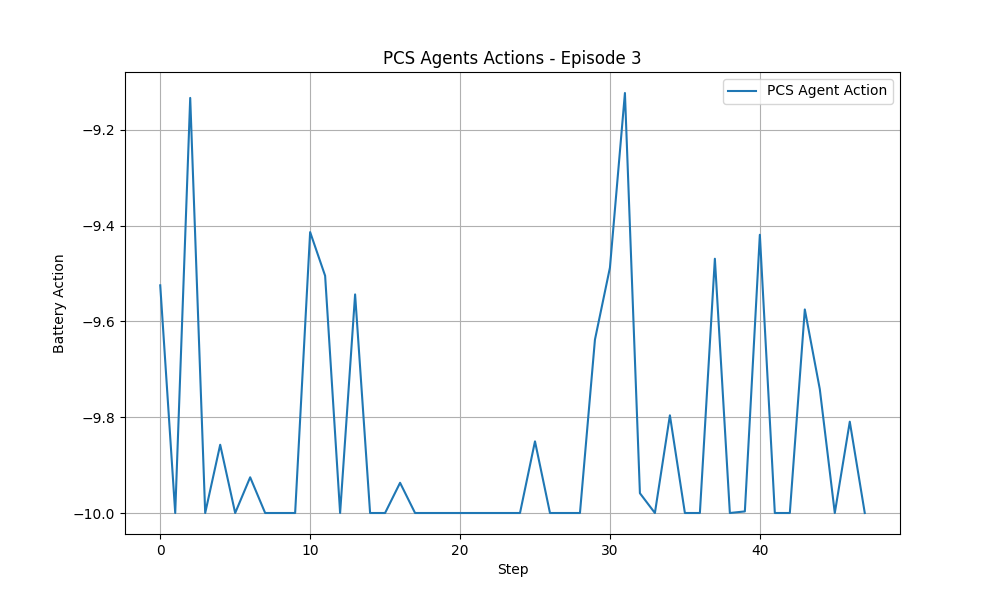 PCS Agents Actions - Episode 3
PCS Agent Action
Battery Action
−9.2
−9.4
−9.6
−9.8
−10.0
0 10 20 30 40
Step